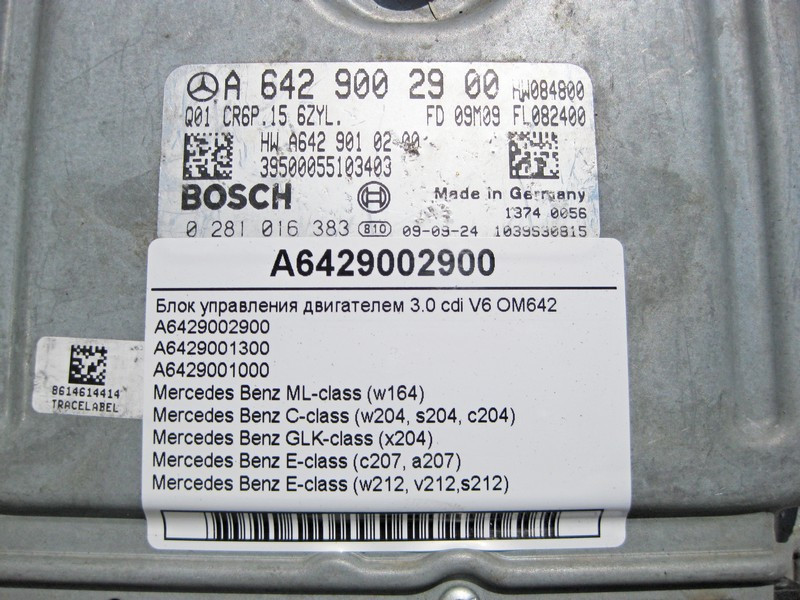 A 642 900 29 00 HW084800
Q01 CR6P.15 6ZYL. FD 09M09 FL082400
HW A642 901 02 00
39500055103403
BOSCH
Made in Germany
1374 0056
0 281 016 383 810 09-09-24 1039S30815
A6429002900
Блок управления двигателем 3.0 cdi V6 OM642
A6429002900
A6429001300
A6429001000
Mercedes Benz ML-class (w164)
Mercedes Benz C-class (w204, s204, c204)
Mercedes Benz GLK-class (x204)
Mercedes Benz E-class (c207, a207)
Mercedes Benz E-class (w212, v212,s212)
8614614414
TRACELABEL